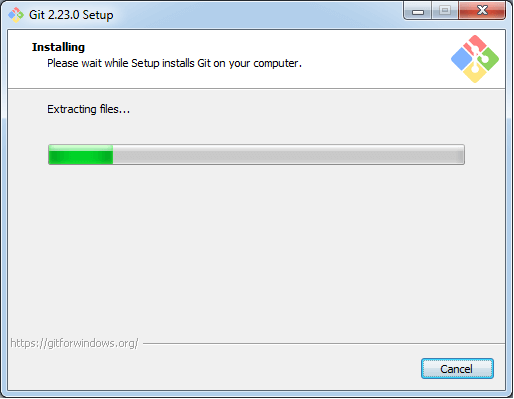 Git 2.23.0 Setup
Installing
Please wait while Setup installs Git on your computer.
Extracting files...
https://gitforwindows.org/
Cancel